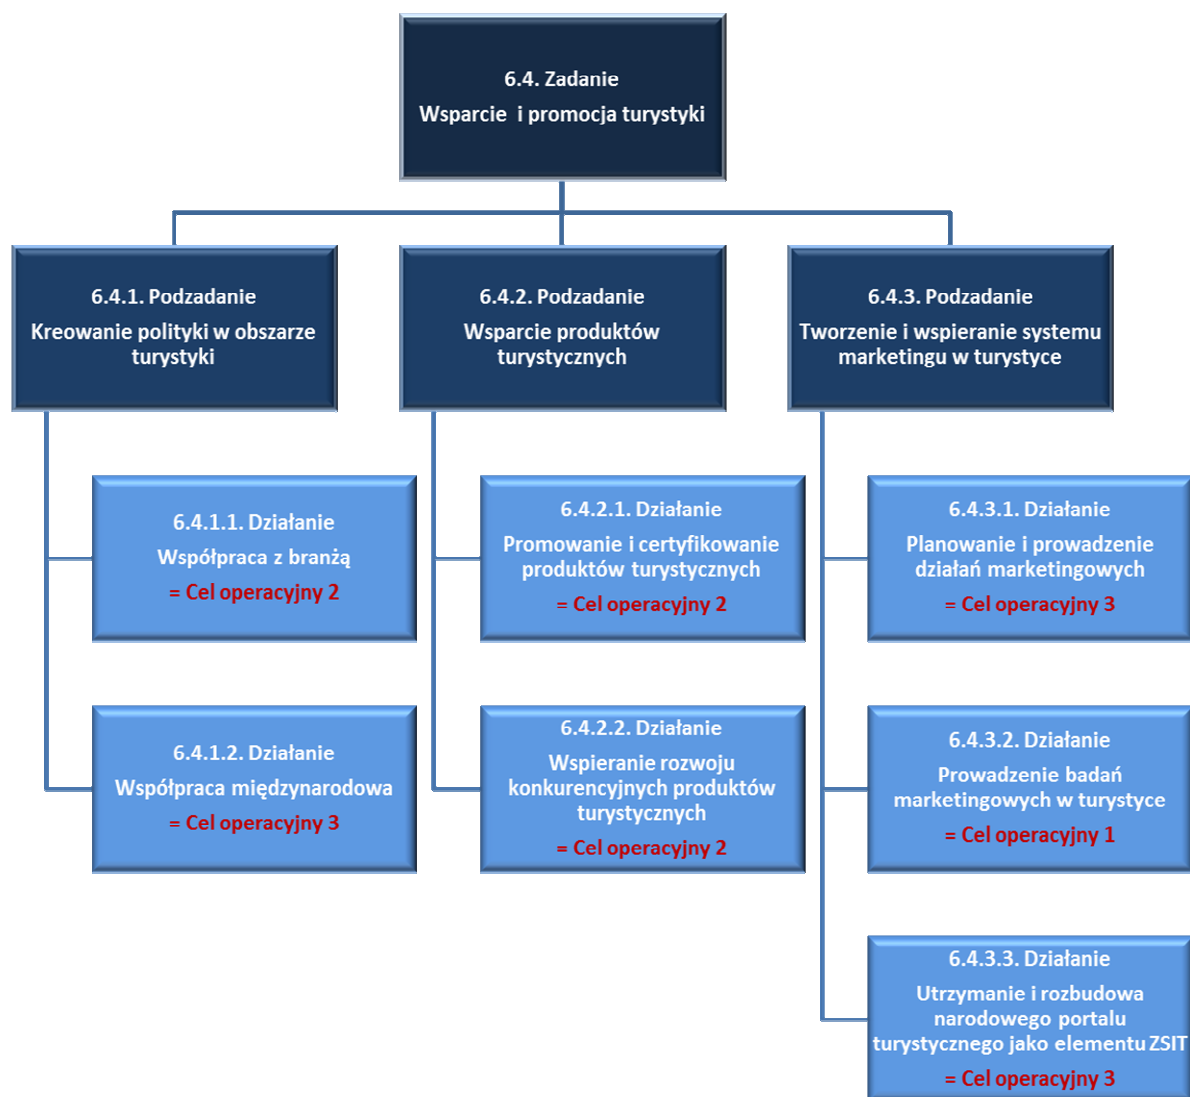 6.4. Zadanie
Wsparcie i promocja turystyki
6.4.1. Podzadanie
Kreowanie polityki w obszarze
turystyki
6.4.2. Podzadanie
Wsparcie produktów
turystycznych
6.4.3. Podzadanie
Tworzenie i wspieranie systemu
marketingu w turystyce
6.4.1.1. Działanie
Współpraca z branżą
= Cel operacyjny 2
6.4.2.1. Działanie
Promowanie i certyfikowanie
produktów turystycznych
= Cel operacyjny 2
6.4.3.1. Działanie
Planowanie i prowadzenie
działań marketingowych
= Cel operacyjny 3
6.4.1.2. Działanie
Współpraca międzynarodowa
= Cel operacyjny 3
6.4.2.2. Działanie
Wspieranie rozwoju
konkurencyjnych produktów
turystycznych
= Cel operacyjny 2
6.4.3.2. Działanie
Prowadzenie badań
marketingowych w turystyce
= Cel operacyjny 1
6.4.3.3. Działanie
Utrzymanie i rozbudowa
narodowego portalu
turystycznego jako elementu ZSIT
= Cel operacyjny 3